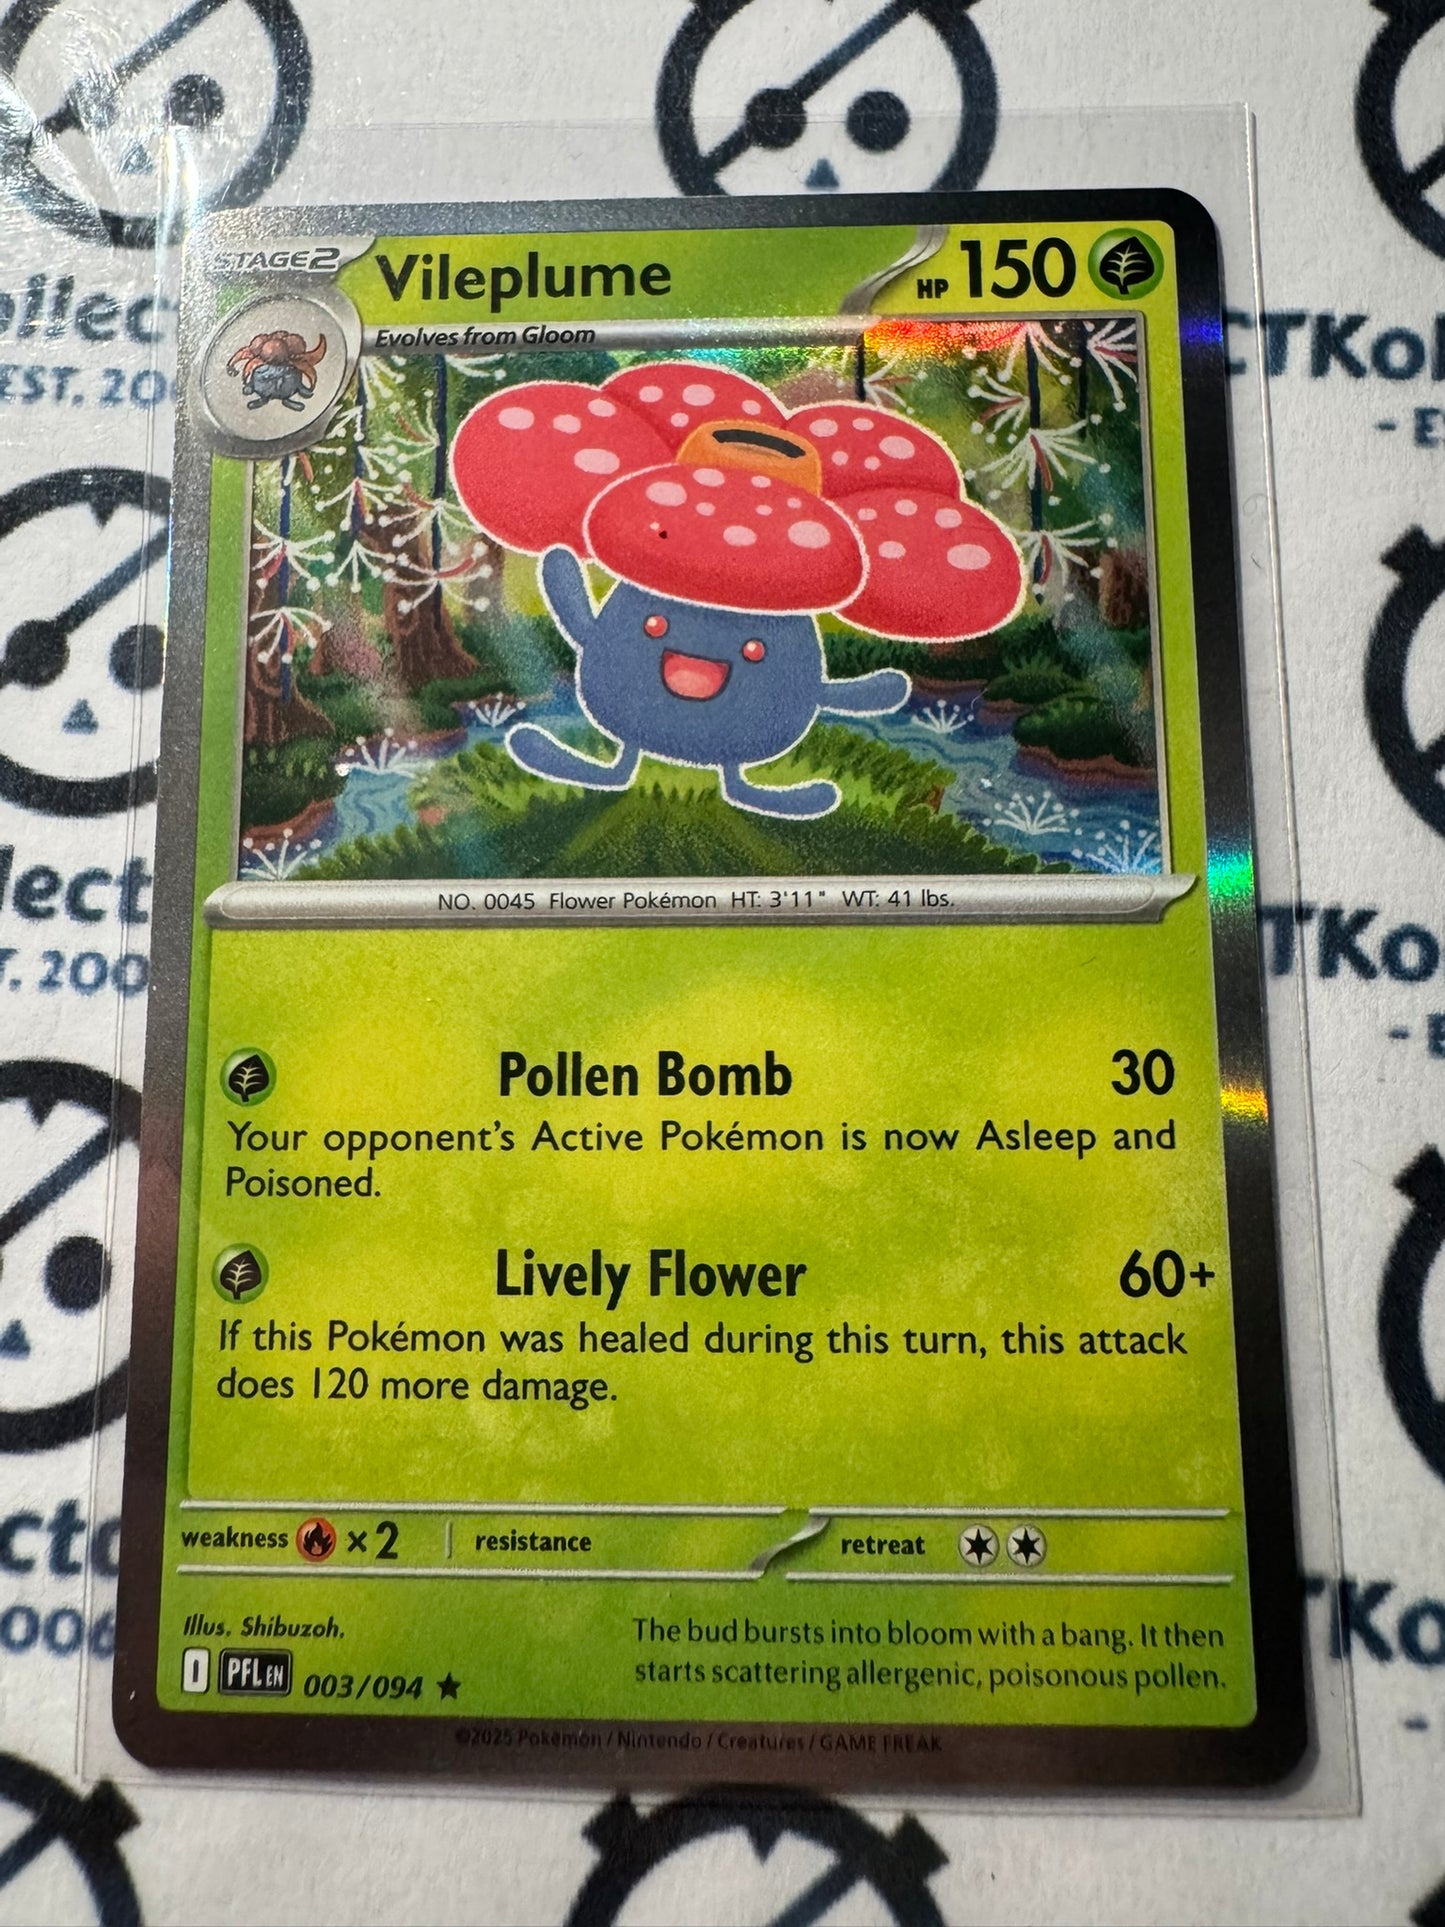 STAGE2
Vileplume
HP 150
Evolves from Gloom
NO. 0045 Flower Pokémon HT: 3'11" WT: 41 lbs.
Pollen Bomb 30
Your opponent's Active Pokémon is now Asleep and
Poisoned.
Lively Flower 60+
If this Pokémon was healed during this turn, this attack
does 120 more damage.
weakness ×2 resistance retreat
Illus. Shibuzoh.
The bud bursts into bloom with a bang. It then
starts scattering allergenic, poisonous pollen.
I PFL EN 003/094
©2025 Pokémon / Nintendo / Creatures / GAME FREAK